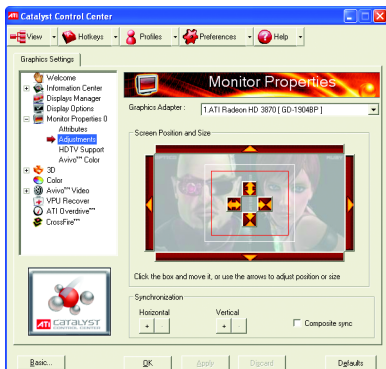 ATI Catalyst Control Center
View Hotkeys Profiles Preferences Help
Graphics Settings
Welcome
Information Center
Displays Manager
Display Options
Monitor Properties 0
Attributes
Adjustments
HDTV Support
Avivo™ Color
3D
Color
Avivo™ Video
VPU Recover
ATI Overdrive™
CrossFire™
Monitor Properties
Graphics Adapter :
1.ATI Radeon HD 3870 [ GD-1904BP ]
Screen Position and Size
Click the box and move it, or use the arrows to adjust position or size
Synchronization
Horizontal
Vertical
+ - + -
Composite sync
ATI CATALYST
CONTROL CENTER
Basic... OK Apply Discard Defaults